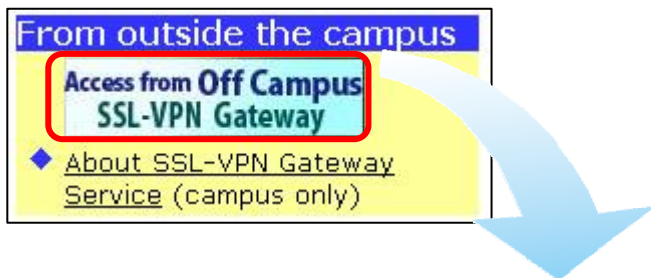 From outside the campus
Access from Off Campus
SSL-VPN Gateway
About SSL-VPN Gateway
Service (campus only)